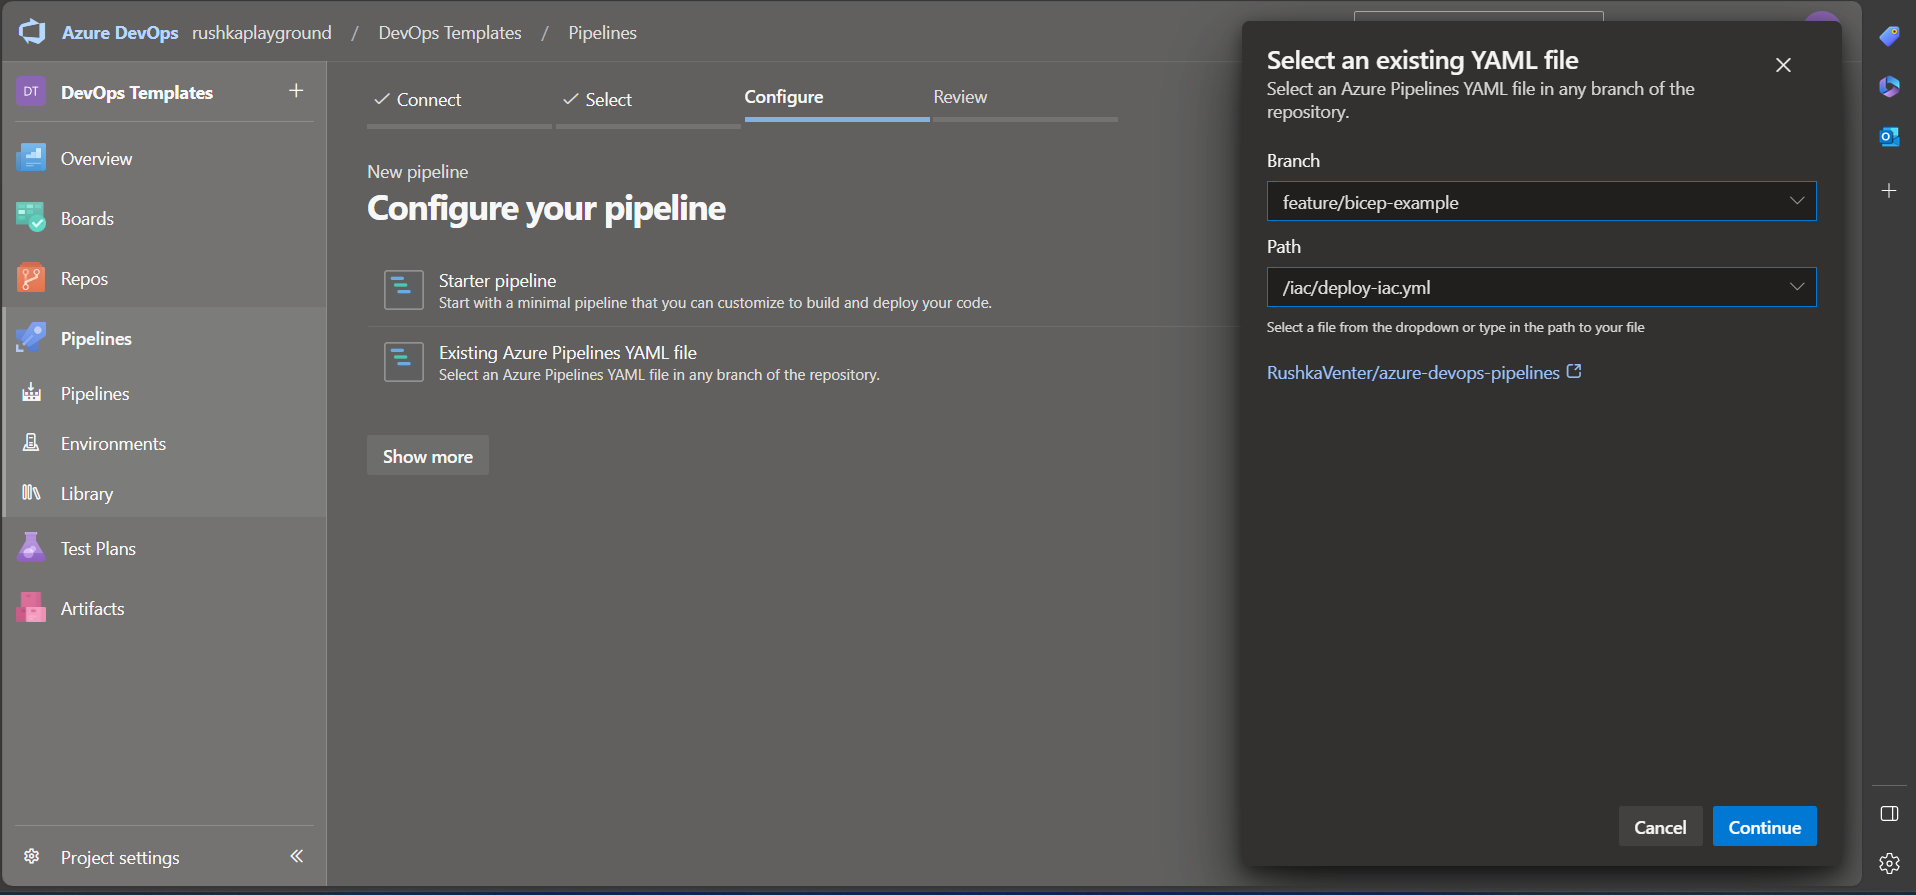 Azure DevOps rushkaplayground / DevOps Templates / Pipelines
DT DevOps Templates
Overview
Boards
Repos
Pipelines
Pipelines
Environments
Library
Test Plans
Artifacts
Project settings
Connect Select Configure Review
New pipeline
Configure your pipeline
Starter pipeline
Start with a minimal pipeline that you can customize to build and deploy your code.
Existing Azure Pipelines YAML file
Select an Azure Pipelines YAML file in any branch of the repository.
Show more
Select an existing YAML file
Select an Azure Pipelines YAML file in any branch of the
repository.
Branch
feature/bicep-example
Path
/iac/deploy-iac.yml
Select a file from the dropdown or type in the path to your file
RushkaVenter/azure-devops-pipelines
Cancel Continue